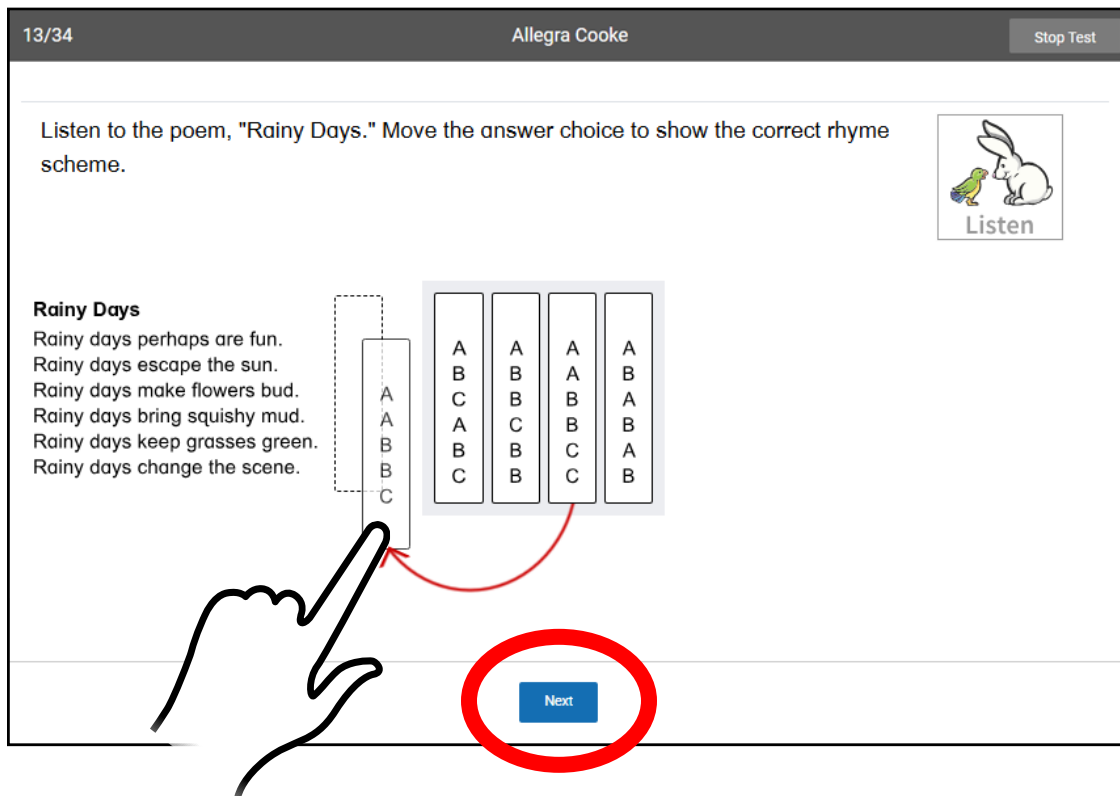 13/34
Allegra Cooke
Stop Test
Listen to the poem, "Rainy Days." Move the answer choice to show the correct rhyme
scheme.
Listen
Rainy Days
Rainy days perhaps are fun.
Rainy days escape the sun.
Rainy days make flowers bud.
Rainy days bring squishy mud.
Rainy days keep grasses green.
Rainy days change the scene.
A
A
B
B
C
A
B
C
A
B
C
A
B
B
C
B
B
A
A
B
B
C
C
A
B
A
B
A
B
Next